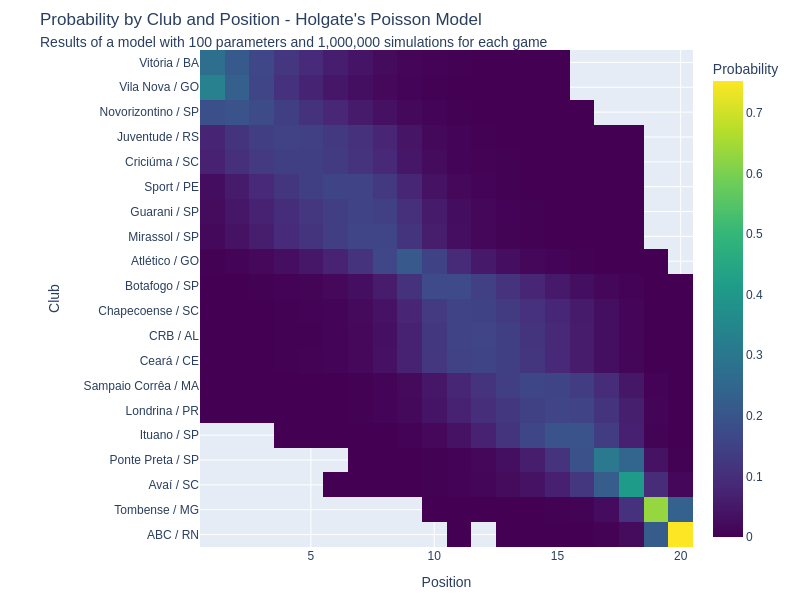 Probability by Club and Position - Holgate's Poisson Model
Results of a model with 100 parameters and 1,000,000 simulations for each game
Probability
Vitória / BA
Vila Nova / GO
Novorizontino / SP
Juventude / RS
Criciúma / SC
Sport / PE
Guarani / SP
Mirassol / SP
Atlético / GO
Botafogo / SP
Chapecoense / SC
CRB / AL
Ceará / CE
Sampaio Corrêa / MA
Londrina / PR
Ituano / SP
Ponte Preta / SP
Avaí / SC
Tombense / MG
ABC / RN
Club
5
10
15
20
Position
0.7
0.6
0.5
0.4
0.3
0.2
0.1
0